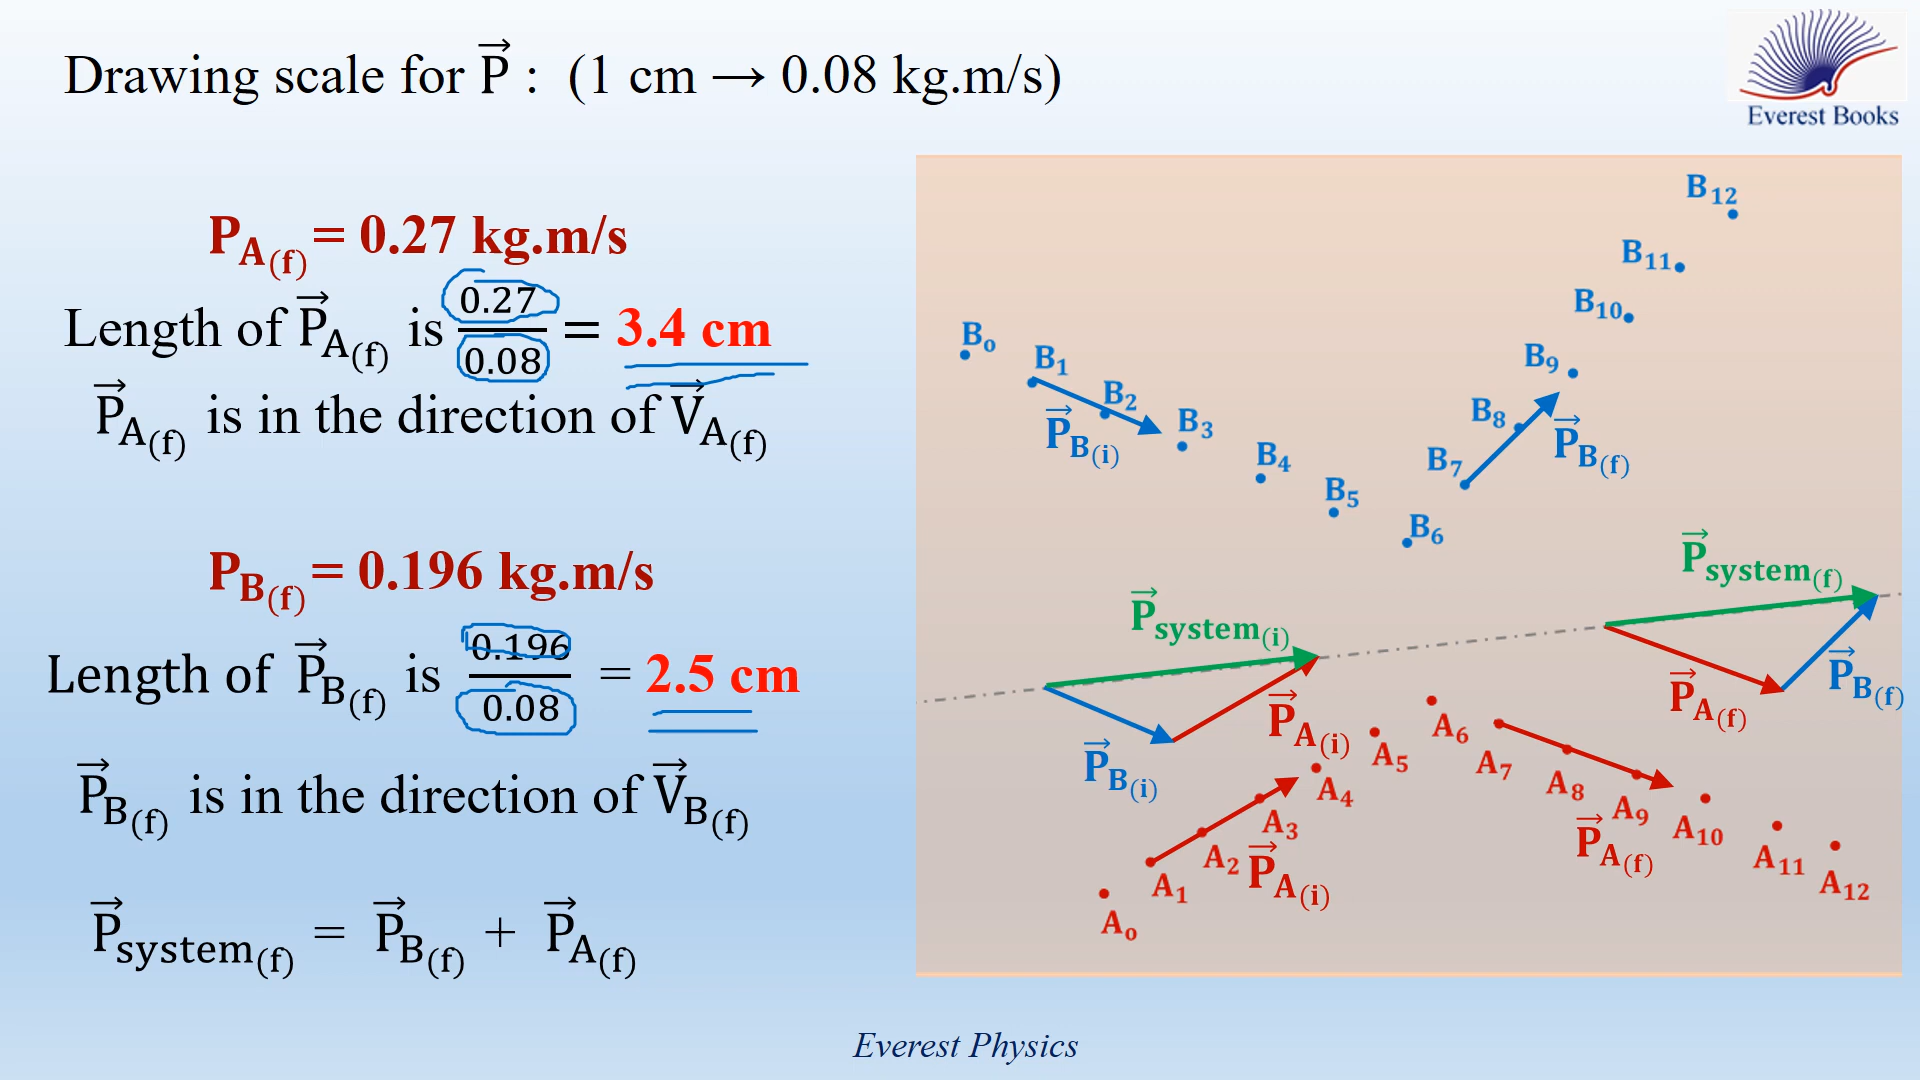 Drawing scale for P⃗ : (1 cm → 0.08 kg.m/s)
Everest Books
P_A(f) = 0.27 kg.m/s
Length of P⃗_A(f) is 0.27/0.08 = 3.4 cm
P⃗_A(f) is in the direction of V⃗_A(f)
P_B(f) = 0.196 kg.m/s
Length of P⃗_B(f) is 0.196/0.08 = 2.5 cm
P⃗_B(f) is in the direction of V⃗_B(f)
P⃗_system(f) = P⃗_B(f) + P⃗_A(f)
B₁₂
B₁₁
B₁₀
B₀
B₁
B₉
B₂
B₃
B₈
P⃗_B(i)
P⃗_B(f)
B₄
B₇
B₅
B₆
P⃗_system(f)
P⃗_system(i)
P⃗_A(f)
P⃗_B(f)
P⃗_A(i)
P⃗_B(i)
A₆
A₅
A₇
A₄
A₈
A₃
A₉
A₁₀
A₂
P⃗_A(i)
P⃗_A(f)
A₁₁
A₁
A₁₂
A₀
Everest Physics